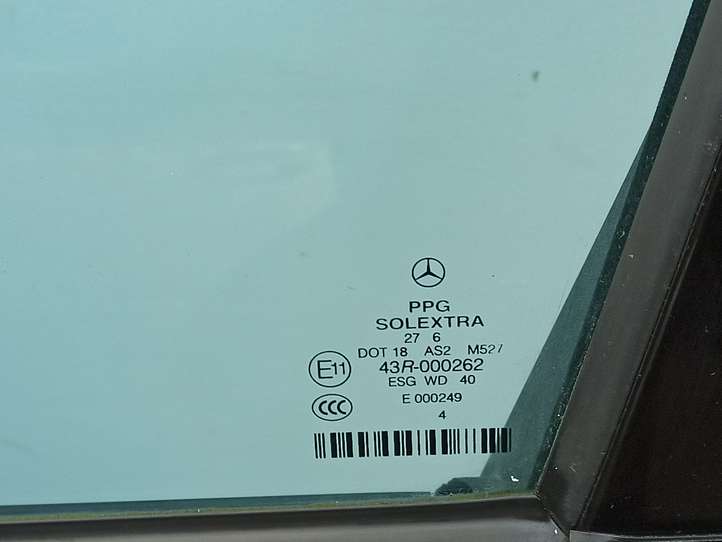 PPG
SOLEXTRA
27 6
DOT 18 AS2 M527
E11 43R-000262
ESG WD 40
CCC E 000249
4